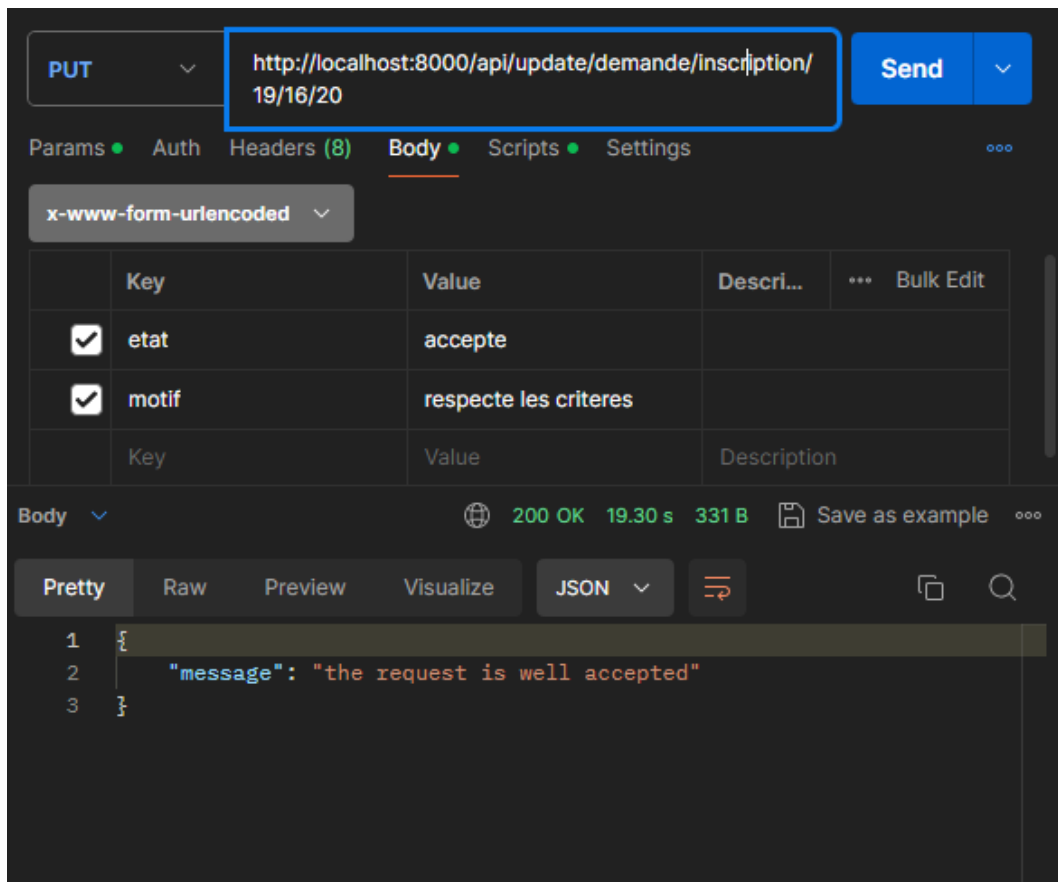 PUT
http://localhost:8000/api/update/demande/inscription/
19/16/20
Send
Params Auth Headers (8) Body Scripts Settings
x-www-form-urlencoded
Key Value Descri... Bulk Edit
etat accepte
motif respecte les criteres
Key Value Description
Body 200 OK 19.30 s 331 B Save as example
Pretty Raw Preview Visualize JSON
1 {
2 "message": "the request is well accepted"
3 }